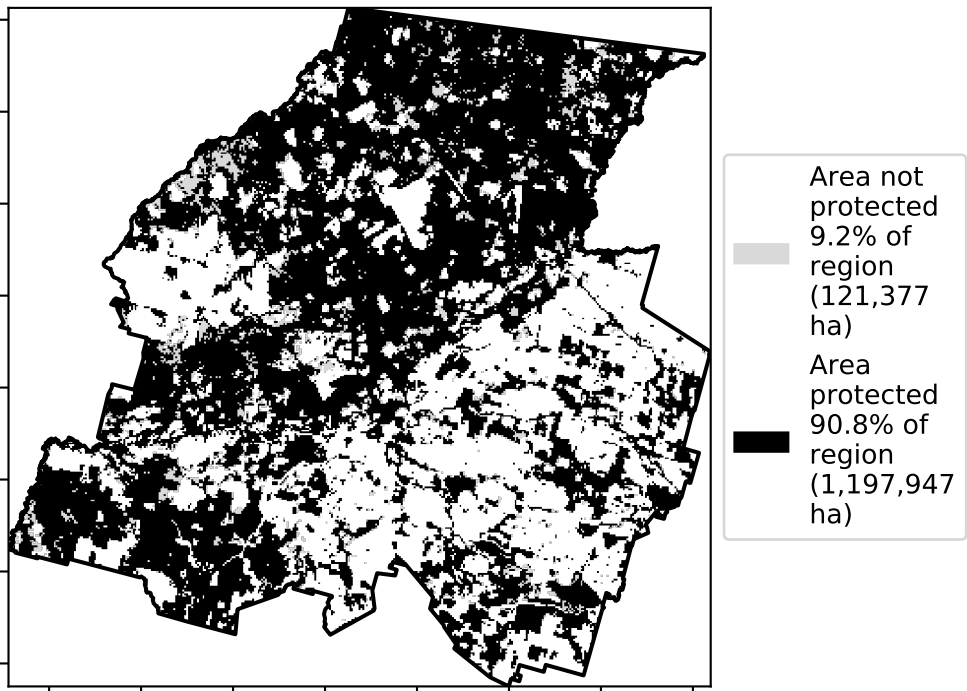 Area not
protected
9.2% of
region
(121,377
ha)
Area
protected
90.8% of
region
(1,197,947
ha)